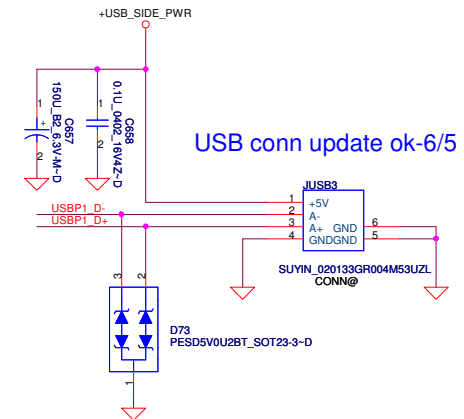 +USB_SIDE_PWR
1
2
150U_B2_6.3V-M~D
C657
1
2
0.1U_0402_16V4Z~D
C658
USB conn update ok-6/5
JUSB3
1 +5V
2 A-
3 A+ GND 6
4 GNDGND 5
USBP1_D-
USBP1_D+
SUYIN_020133GR004M53UZL
CONN@
3
2
D73
PESD5V0U2BT_SOT23-3~D
1